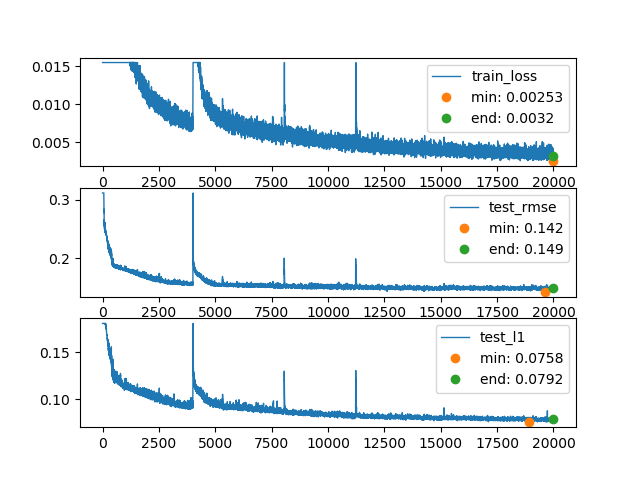 0.015
0.010
0.005
train_loss
min: 0.00253
end: 0.0032
0 2500 5000 7500 10000 12500 15000 17500 20000
0.3
0.2
test_rmse
min: 0.142
end: 0.149
0 2500 5000 7500 10000 12500 15000 17500 20000
0.15
0.10
test_l1
min: 0.0758
end: 0.0792
0 2500 5000 7500 10000 12500 15000 17500 20000